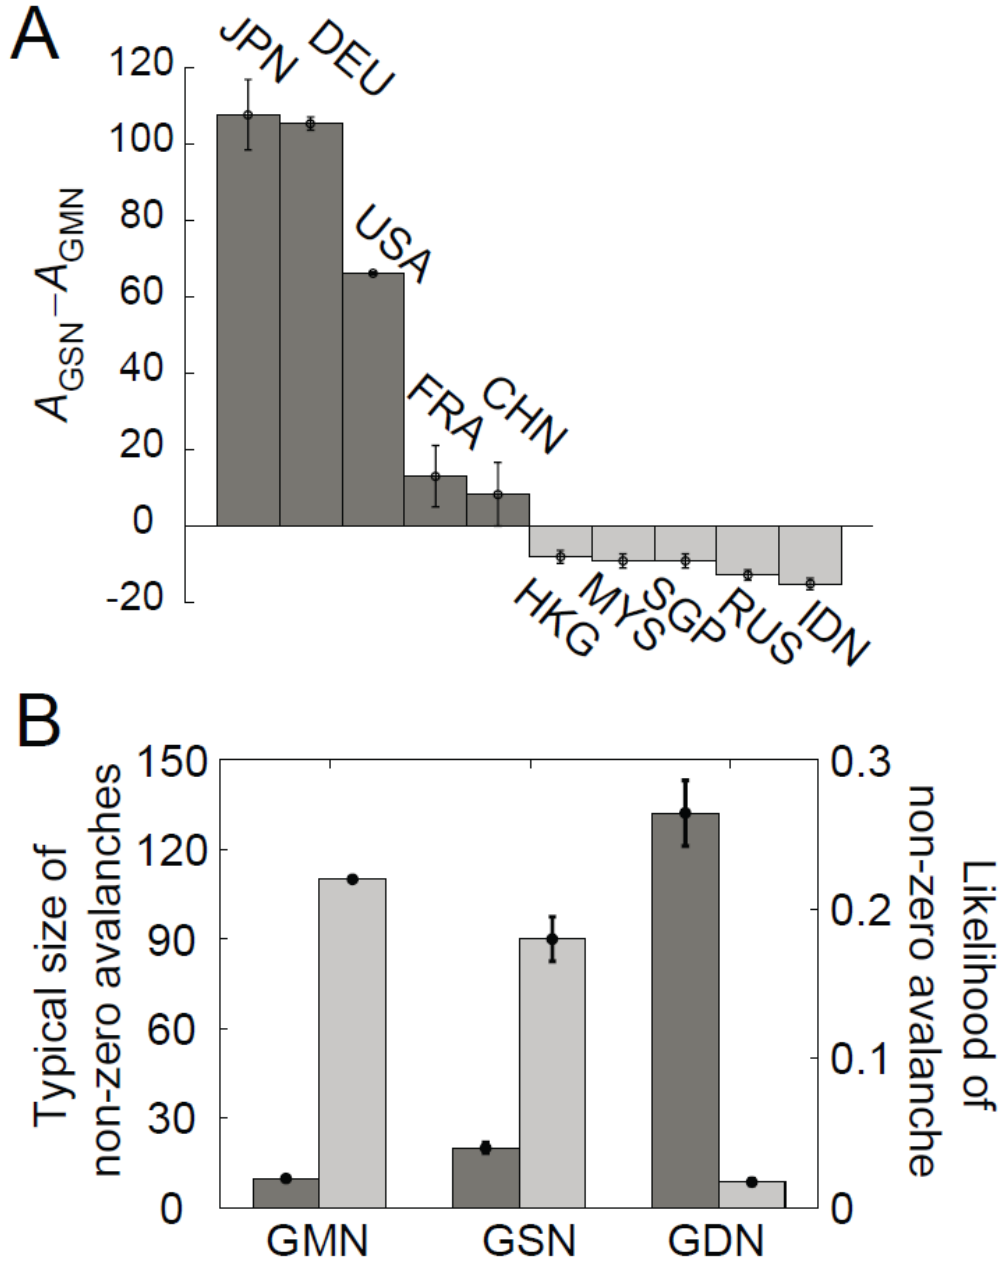 A
JPN
DEU
USA
FRA
CHN
HKG
MYS
SGP
RUS
IDN
120
100
80
60
40
20
0
-20
A_GSN−A_GMN
B
Typical size of
non-zero avalanches
150
120
90
60
30
0
0.3
0.2
0.1
0
Likelihood of
non-zero avalanche
GMN
GSN
GDN